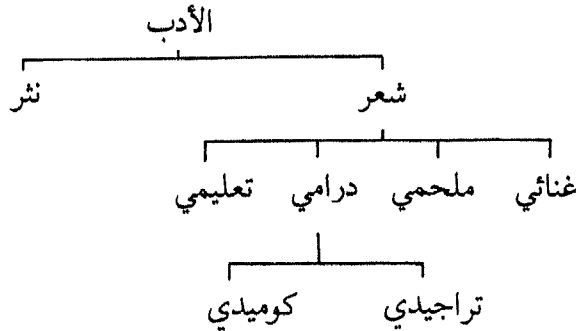 الأدب
شعر نثر
غنائي ملحمي درامي تعليمي
تراجيدي كوميدي